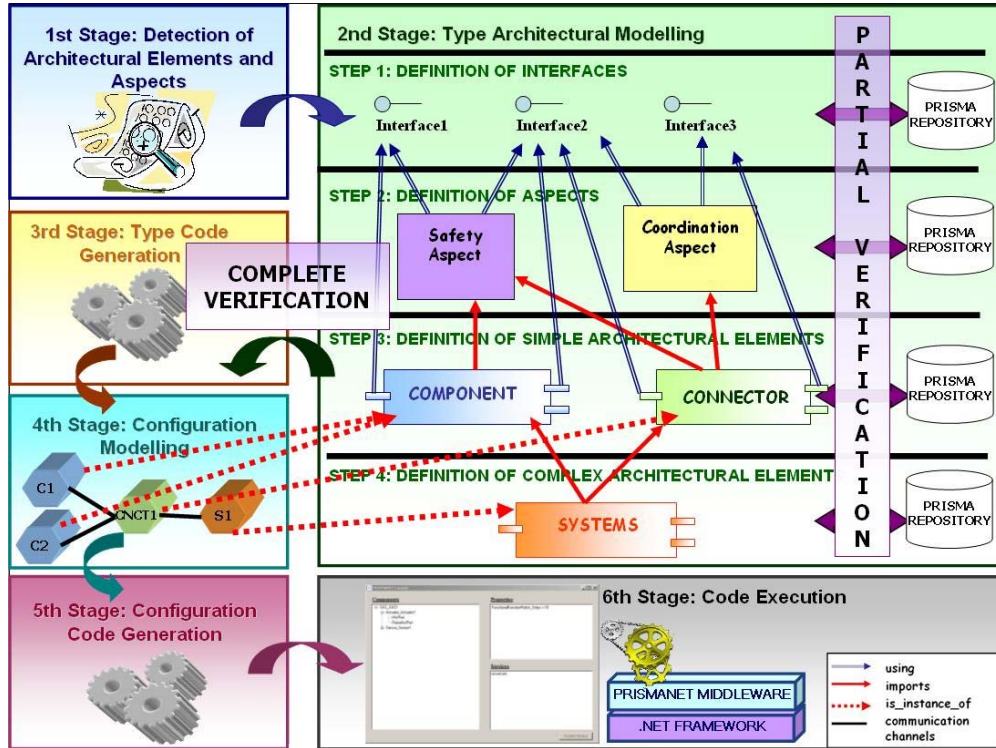 1st Stage: Detection of
Architectural Elements and
Aspects
2nd Stage: Type Architectural Modelling
STEP 1: DEFINITION OF INTERFACES
Interface1
Interface2
Interface3
STEP 2: DEFINITION OF ASPECTS
Safety
Aspect
Coordination
Aspect
STEP 3: DEFINITION OF SIMPLE ARCHITECTURAL ELEMENTS
COMPONENT
CONNECTOR
STEP 4: DEFINITION OF COMPLEX ARCHITECTURAL ELEMENT
SYSTEMS
PARTIAL VERIFICATION
PRISMA
REPOSITORY
PRISMA
REPOSITORY
PRISMA
REPOSITORY
PRISMA
REPOSITORY
3rd Stage: Type Code
Generation
COMPLETE
VERIFICATION
4th Stage: Configuration
Modelling
C1
CNCT1
S1
C2
5th Stage: Configuration
Code Generation
6th Stage: Code Execution
Properties
PRISMANET MIDDLEWARE
.NET FRAMEWORK
using
imports
is_instance_of
communication
channels